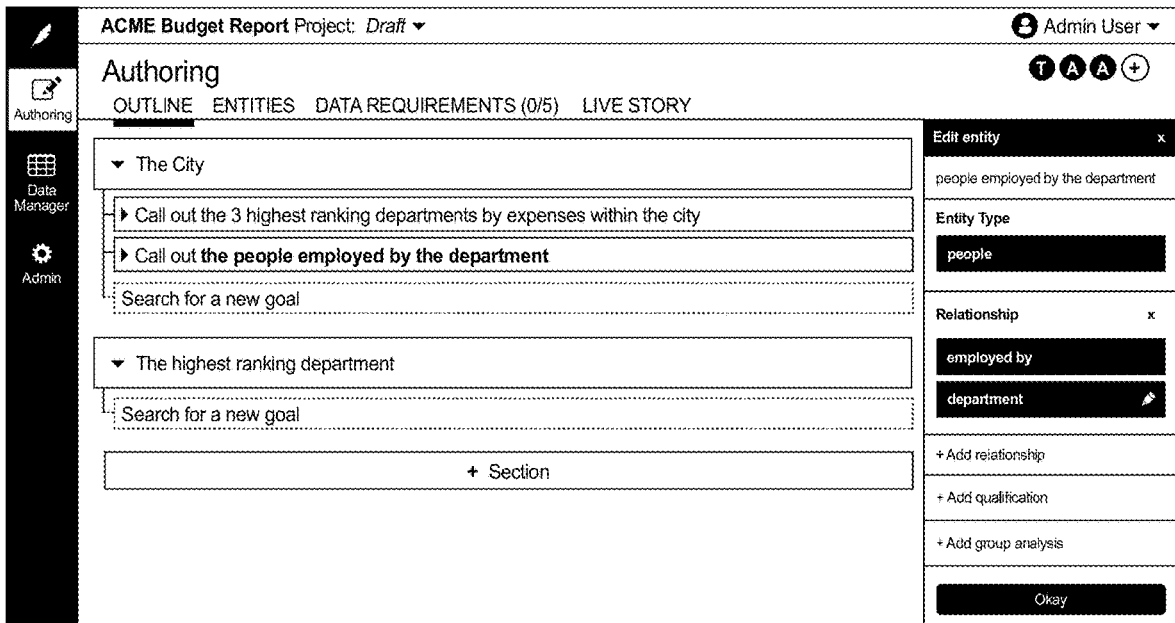 ACME Budget Report Project: Draft
Admin User
Authoring
T A A +
OUTLINE ENTITIES DATA REQUIREMENTS (0/5) LIVE STORY
Authoring
Data
Manager
Admin
The City
Call out the 3 highest ranking departments by expenses within the city
Call out the people employed by the department
Search for a new goal
The highest ranking department
Search for a new goal
+ Section
Edit entity x
people employed by the department
Entity Type
people
Relationship x
employed by
department
+ Add relationship
+ Add qualification
+ Add group analysis
Okay